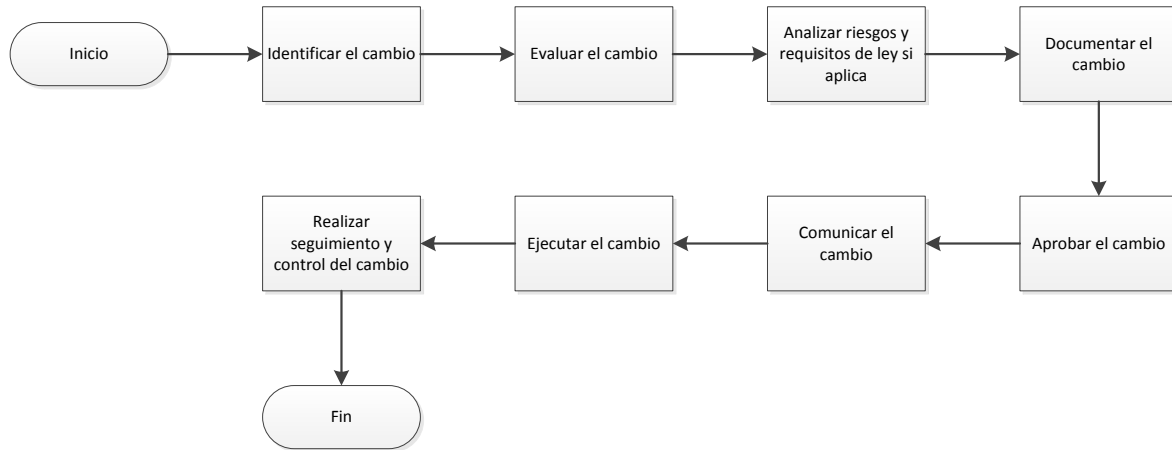 Inicio
Identificar el cambio
Evaluar el cambio
Analizar riesgos y
requisitos de ley si
aplica
Documentar el
cambio
Aprobar el cambio
Comunicar el
cambio
Ejecutar el cambio
Realizar
seguimiento y
control del cambio
Fin